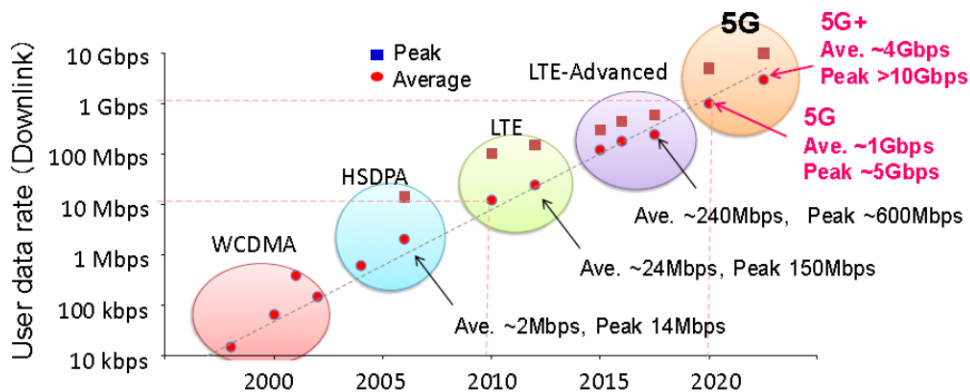 User data rate (Downlink)
10 Gbps
1 Gbps
100 Mbps
10 Mbps
1 Mbps
100 kbps
10 kbps
Peak
Average
WCDMA
HSDPA
LTE
LTE-Advanced
5G
5G+
Ave. ~4Gbps
Peak >10Gbps
5G
Ave. ~1Gbps
Peak ~5Gbps
Ave. ~240Mbps, Peak ~600Mbps
Ave. ~24Mbps, Peak 150Mbps
Ave. ~2Mbps, Peak 14Mbps
2000
2005
2010
2015
2020